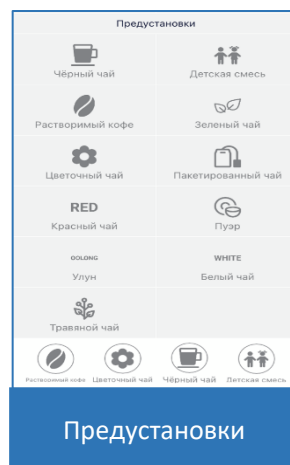 Предустановки
Чёрный чай
Детская смесь
Растворимый кофе
Зеленый чай
Цветочный чай
Пакетированный чай
RED
Красный чай
Пуэр
OOLONG
WHITE
Улун
Белый чай
Травяной чай
Растворимый кофе
Цветочный чай
Чёрный чай
Детская смесь
Предустановки